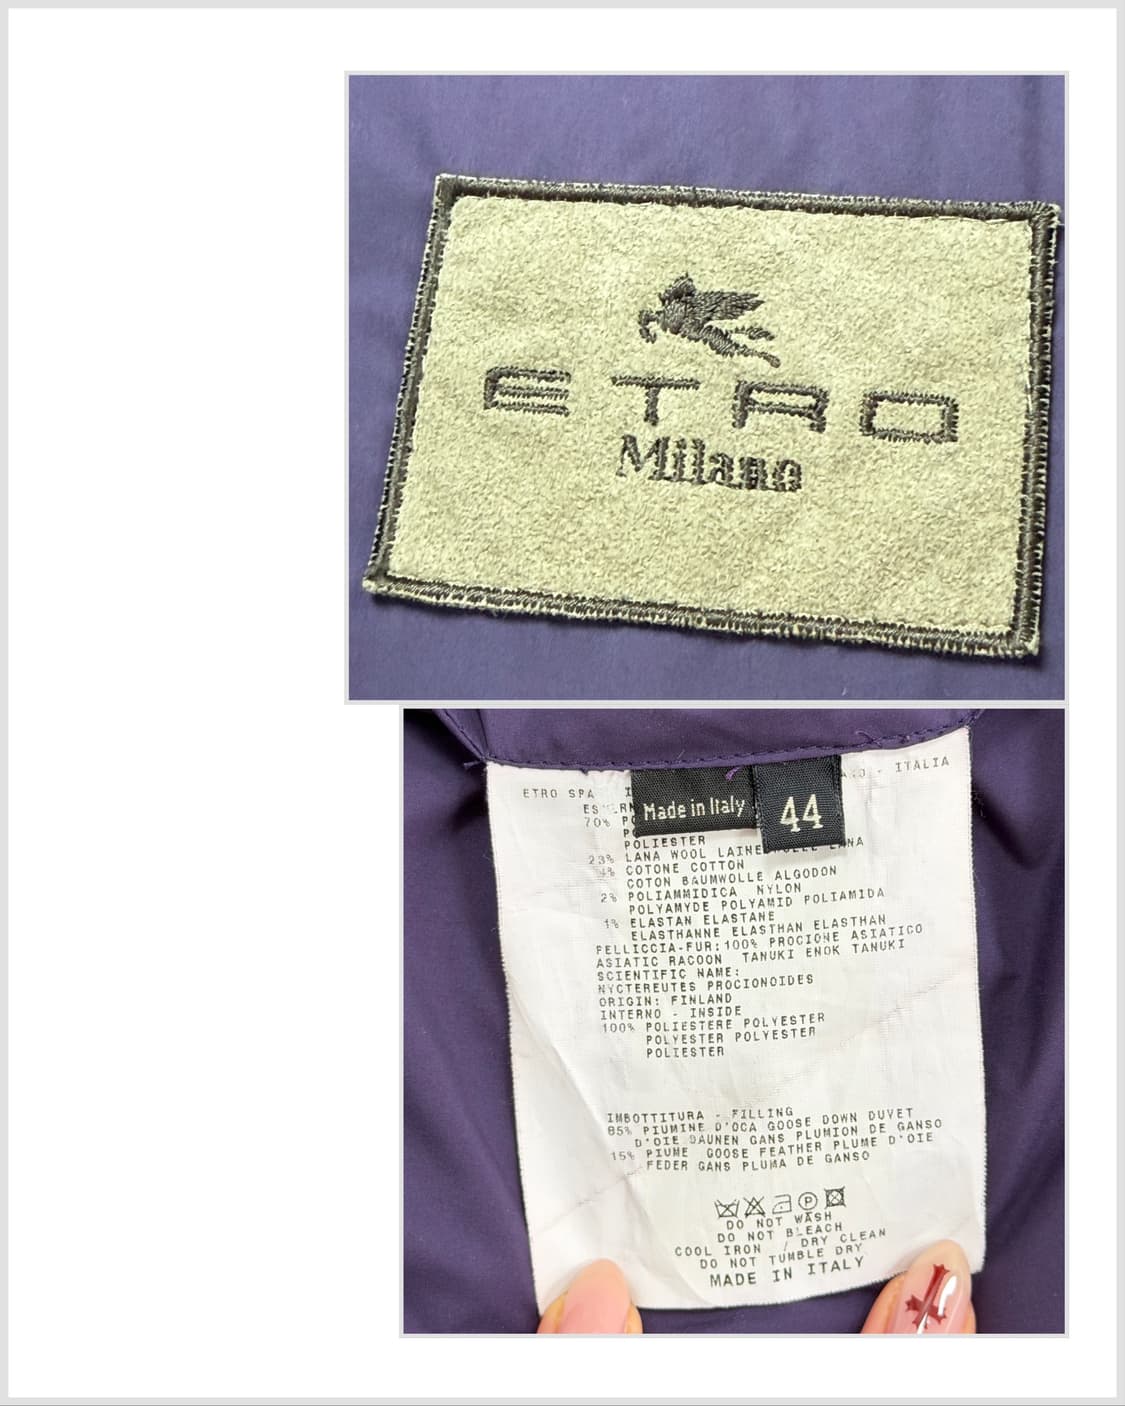 ETRO
Milano
ETRO SPA - ITALIA
Made in Italy
44
70%
POLIESTER
23% LANA WOOL LAINE
4% COTONE COTTON
COTON BAUMWOLLE ALGODON
2% POLIAMMIDICA NYLON
POLYAMYDE POLYAMID POLIAMIDA
1% ELASTAN ELASTANE
ELASTHANNE ELASTHAN ELASTHAN
PELLICCIA-FUR:100% PROCIONE ASIATICO
ASIATIC RACOON TANUKI ENOK TANUKI
SCIENTIFIC NAME:
NYCTEREUTES PROCIONOIDES
ORIGIN: FINLAND
INTERNO - INSIDE
100% POLIESTERE POLYESTER
POLYESTER POLYESTER
POLIESTER
IMBOTTITURA - FILLING
85% PIUMINE D'OCA GOOSE DOWN DUVET
D'OIE DAUNEN GANS PLUMION DE GANSO
15% PIUME GOOSE FEATHER PLUME D'OIE
FEDER GANS PLUMA DE GANSO
P
DO NOT WASH
DO NOT BLEACH
COOL IRON / DRY CLEAN
DO NOT TUMBLE DRY
MADE IN ITALY